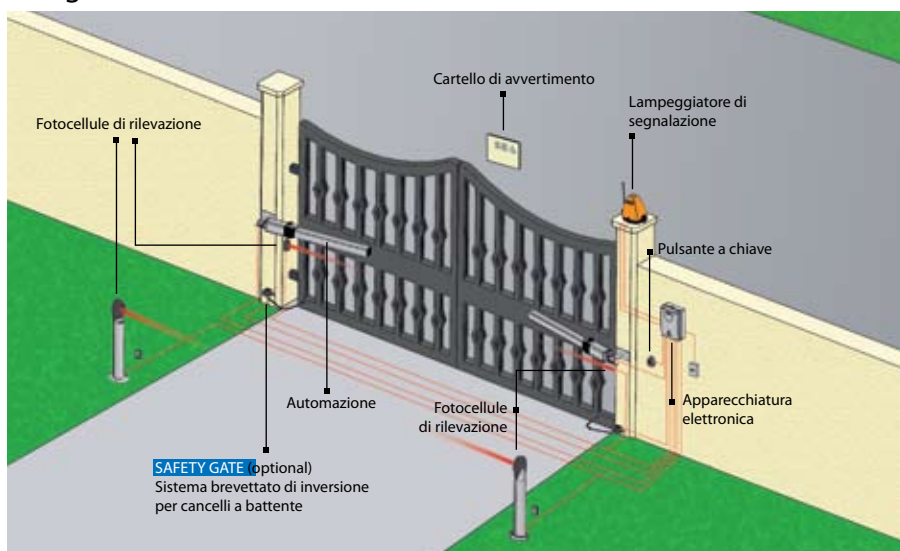 Cartello di avvertimento
Lampeggiatore di
segnalazione
Fotocellule di rilevazione
Pulsante a chiave
Automazione
Fotocellule
di rilevazione
Apparecchiatura
elettronica
SAFETY GATE (optional)
Sistema brevettato di inversione
per cancelli a battente